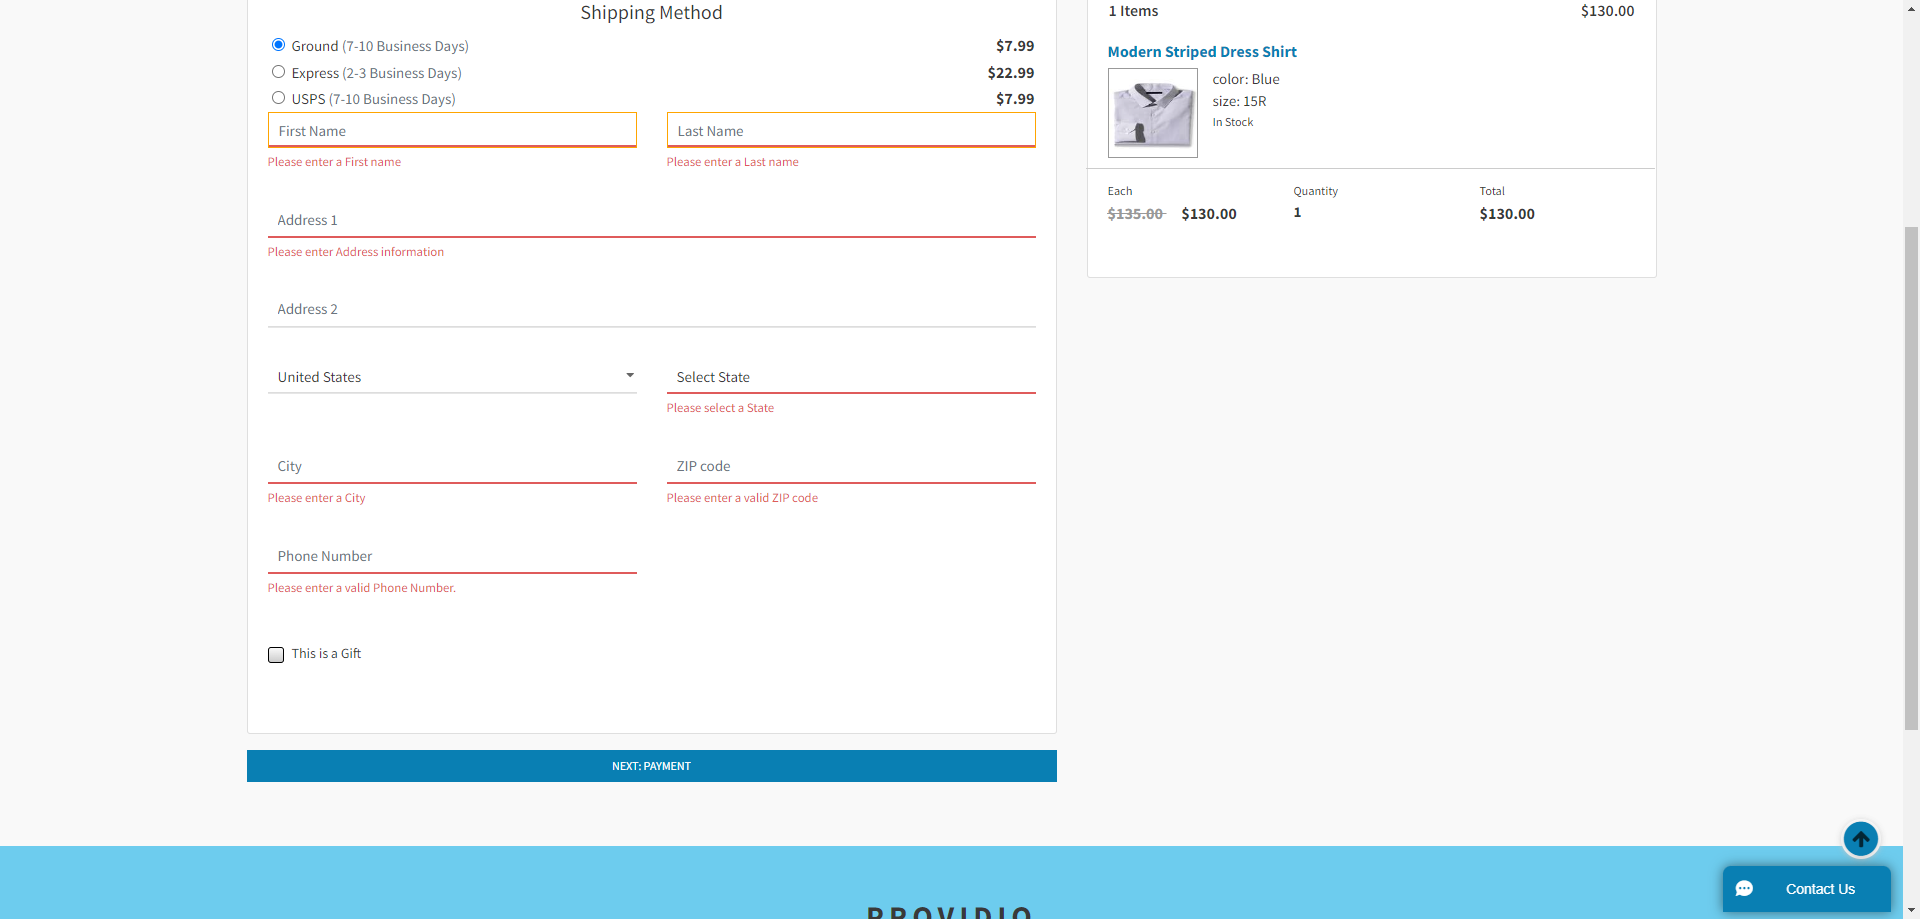 Shipping Method
Ground (7-10 Business Days) $7.99
Express (2-3 Business Days) $22.99
USPS (7-10 Business Days) $7.99
First Name Last Name
Please enter a First name Please enter a Last name
Address 1
Please enter Address information
Address 2
United States Select State
Please select a State
City ZIP code
Please enter a City Please enter a valid ZIP code
Phone Number
Please enter a valid Phone Number.
This is a Gift
NEXT: PAYMENT
1 Items $130.00
Modern Striped Dress Shirt
color: Blue
size: 15R
In Stock
Each Quantity Total
$135.00 $130.00 1 $130.00
Contact Us
PROVIDIO